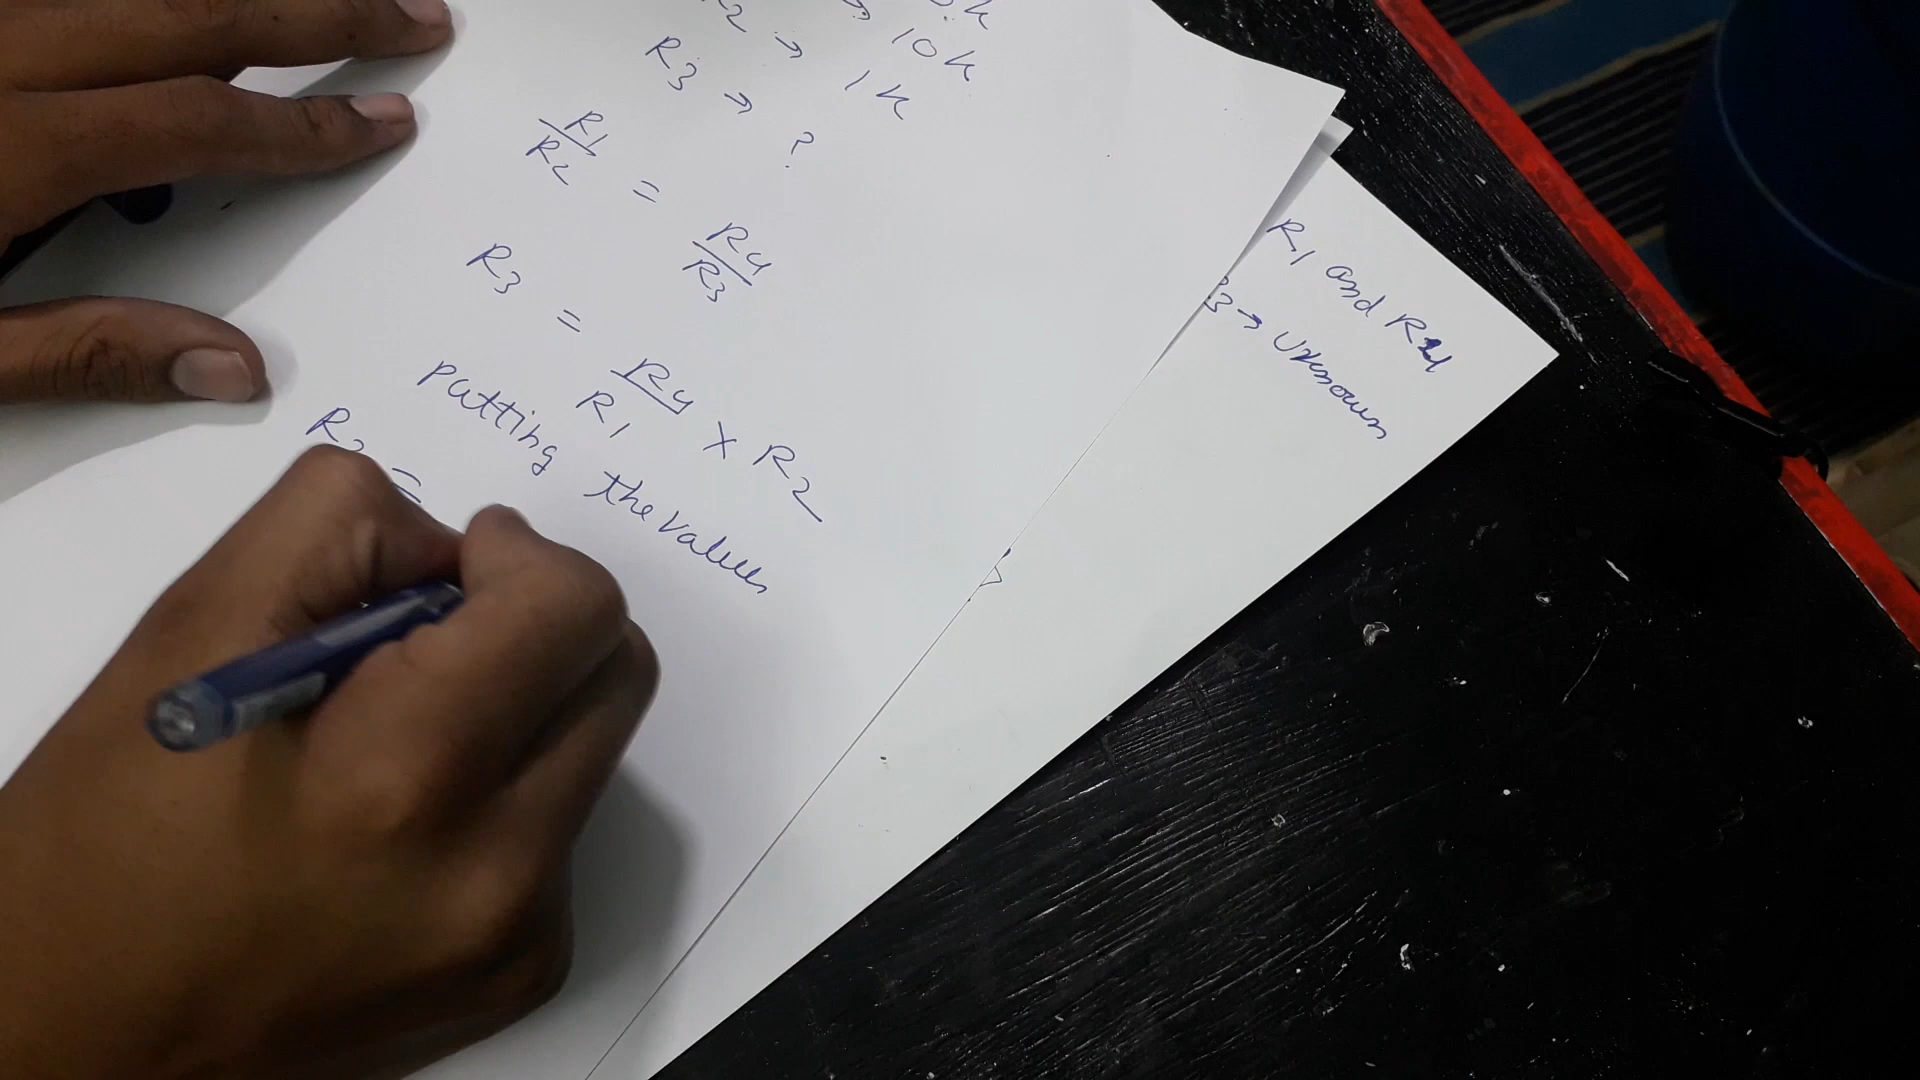 R2 → 10k
R3 → 1k
?
R1/R2 = R4/R3
R3 = R4/R1 × R2
putting the values
R3 =
R1 and R4
R3 → Unknown